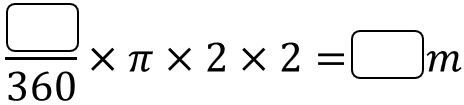 360 × π × 2 × 2 = m